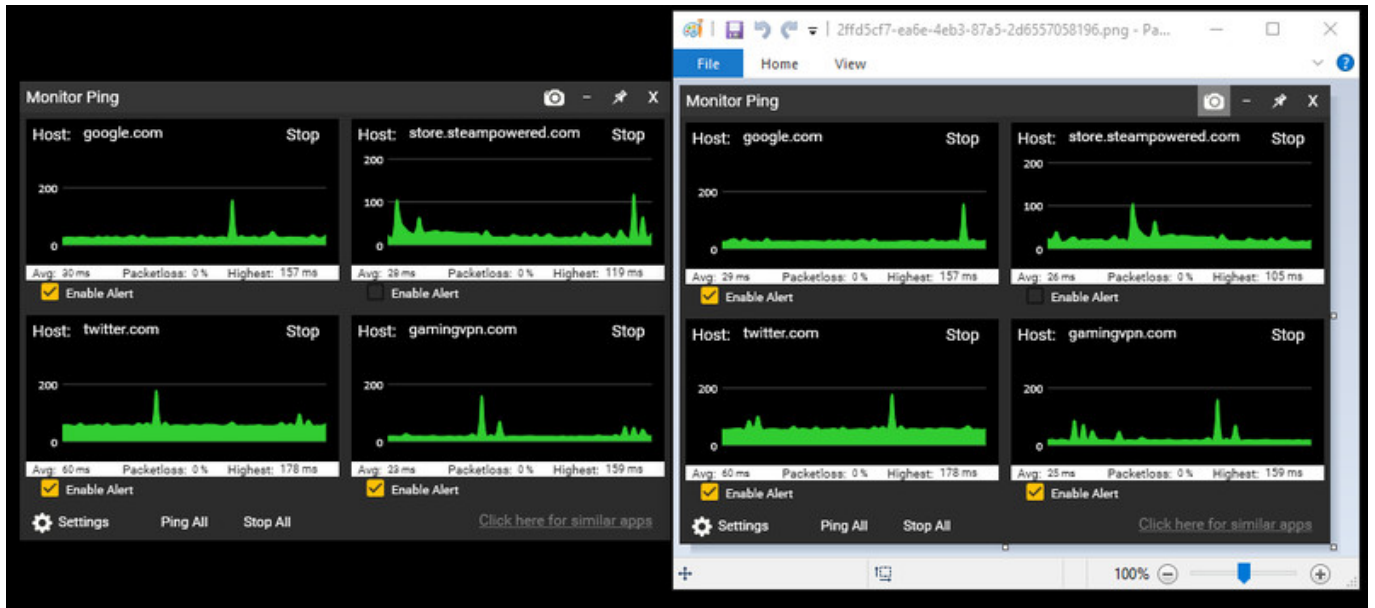 Monitor Ping
X
Host: google.com Stop
200
0
Avg: 30 ms Packetloss: 0 % Highest: 157 ms
Enable Alert
Host: store.steampowered.com Stop
200
100
0
Avg: 29 ms Packetloss: 0 % Highest: 119 ms
Enable Alert
Host: twitter.com Stop
200
0
Avg: 60 ms Packetloss: 0 % Highest: 178 ms
Enable Alert
Host: gamingvpn.com Stop
200
0
Avg: 23 ms Packetloss: 0 % Highest: 159 ms
Enable Alert
Settings Ping All Stop All Click here for similar apps
2ffd5cf7-ea6e-4eb3-87a5-2d6557058196.png - Pa...
File Home View
Monitor Ping
X
Host: google.com Stop
200
0
Avg: 29 ms Packetloss: 0 % Highest: 157 ms
Enable Alert
Host: store.steampowered.com Stop
200
100
0
Avg: 26 ms Packetloss: 0 % Highest: 105 ms
Enable Alert
Host: twitter.com Stop
200
0
Avg: 60 ms Packetloss: 0 % Highest: 178 ms
Enable Alert
Host: gamingvpn.com Stop
200
0
Avg: 25 ms Packetloss: 0 % Highest: 159 ms
Enable Alert
Settings Ping All Stop All Click here for similar apps
100%